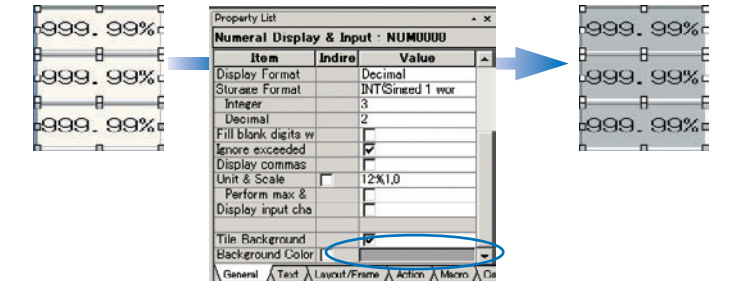 999. 99%
999. 99%
999. 99%
Property List
Numeral Display & Input : NUM0000
Item Indire Value
Display Format Decimal
Storage Format INT(Singed 1 wor
Integer 3
Decimal 2
Fill blank digits w
Ignore exceeded
Display commas
Unit & Scale 12:%1,0
Perform max &
Display input cha
Tile Background
Background Color
General Text Layout/Frame Action Macro
999. 99%
999. 99%
999. 99%